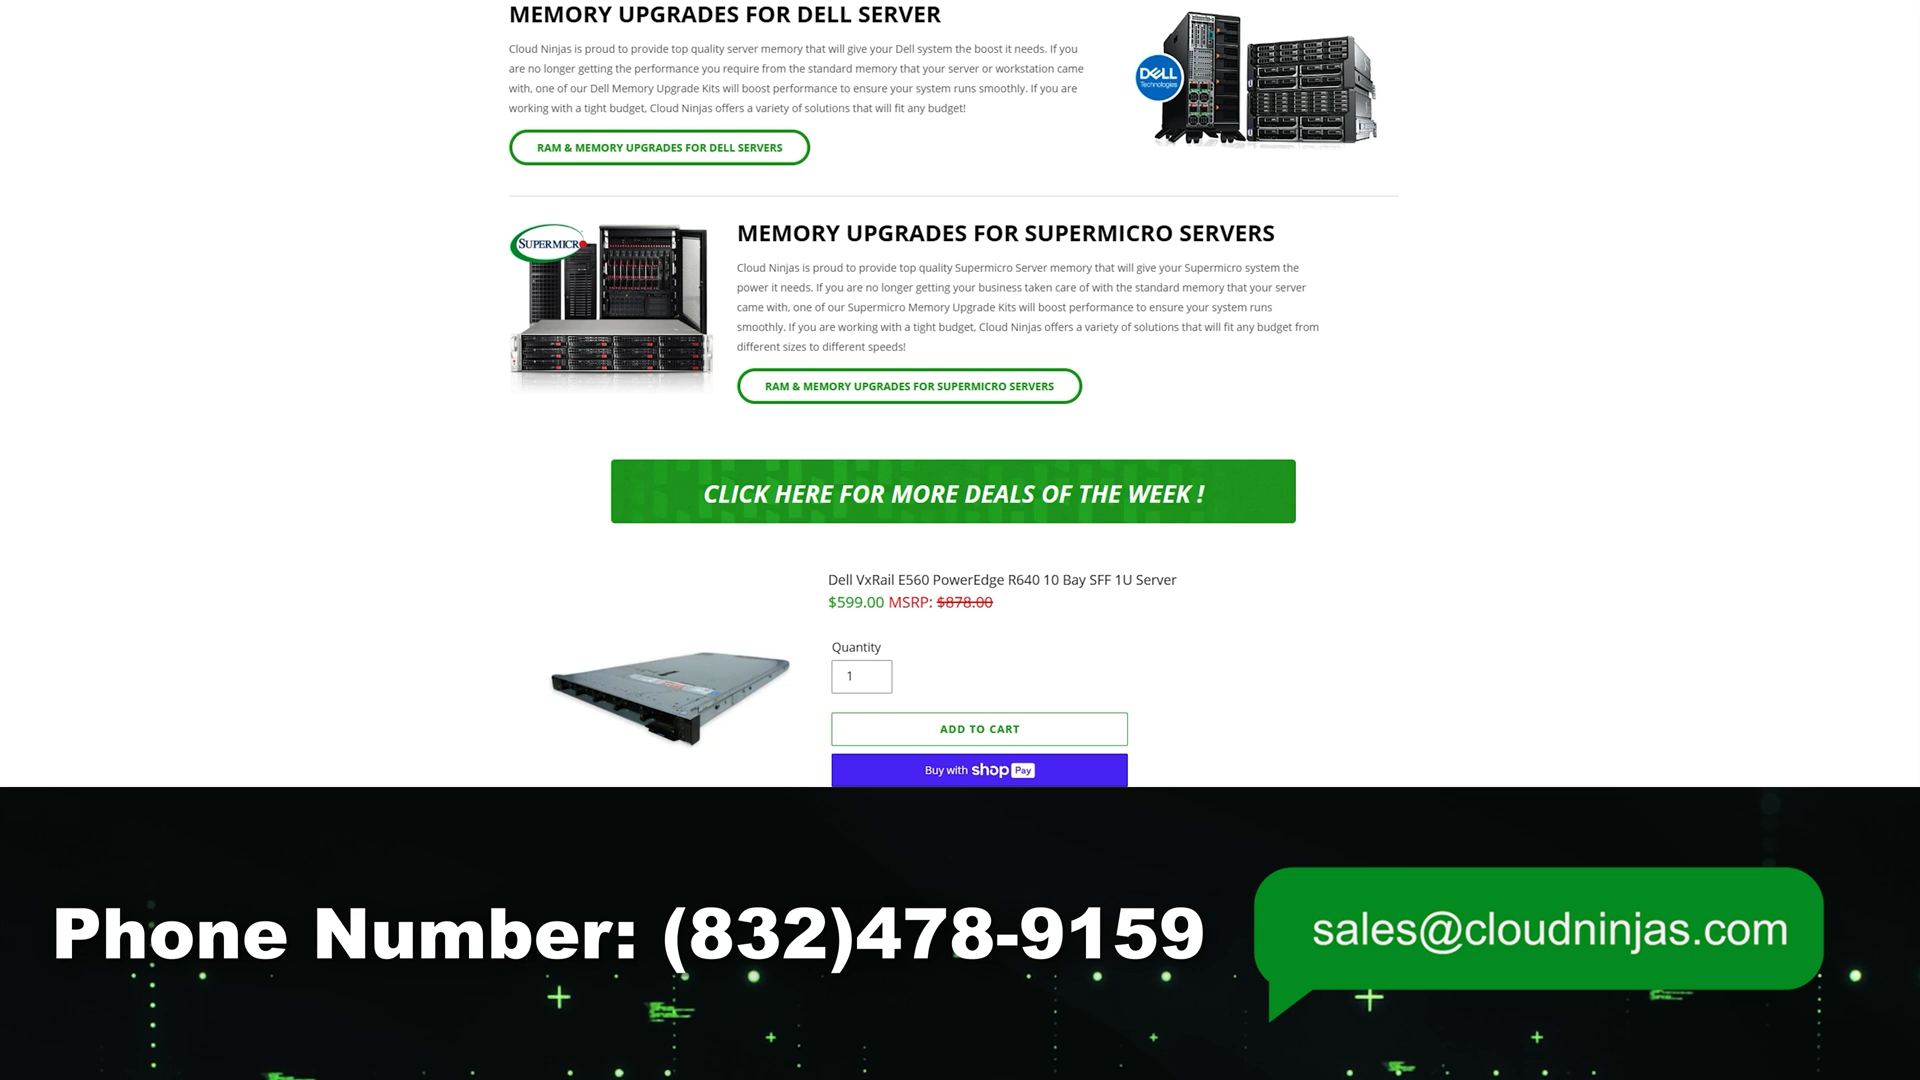 MEMORY UPGRADES FOR DELL SERVER
Cloud Ninjas is proud to provide top quality server memory that will give your Dell system the boost it needs. If you
are no longer getting the performance you require from the standard memory that your server or workstation came
with, one of our Dell Memory Upgrade Kits will boost performance to ensure your system runs smoothly. If you are
working with a tight budget, Cloud Ninjas offers a variety of solutions that will fit any budget!
RAM & MEMORY UPGRADES FOR DELL SERVERS
DELL
Technologies
SUPERMICRO
MEMORY UPGRADES FOR SUPERMICRO SERVERS
Cloud Ninjas is proud to provide top quality Supermicro Server memory that will give your Supermicro system the
power it needs. If you are no longer getting your business taken care of with the standard memory that your server
came with, one of our Supermicro Memory Upgrade Kits will boost performance to ensure your system runs
smoothly. If you are working with a tight budget, Cloud Ninjas offers a variety of solutions that will fit any budget from
different sizes to different speeds!
RAM & MEMORY UPGRADES FOR SUPERMICRO SERVERS
CLICK HERE FOR MORE DEALS OF THE WEEK !
Dell VxRail E560 PowerEdge R640 10 Bay SFF 1U Server
$599.00 MSRP: $878.00
Quantity
1
ADD TO CART
Buy with shop Pay
Phone Number: (832)478-9159
sales@cloudninjas.com